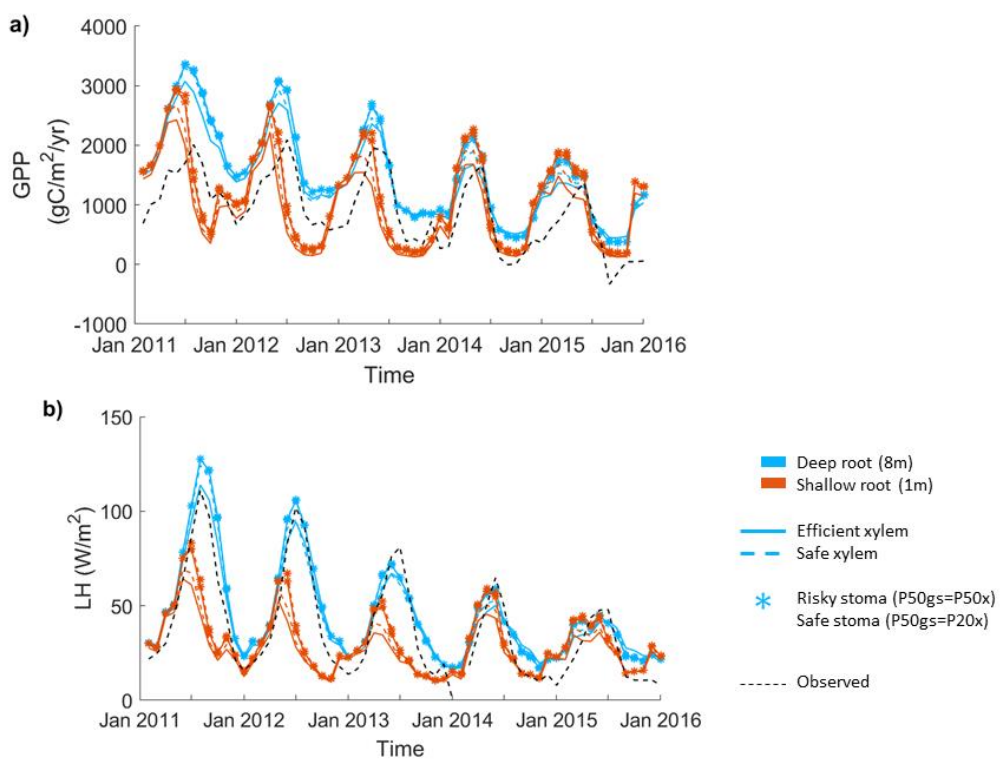 a)
4000
3000
2000
1000
0
-1000
GPP
(gC/m²/yr)
Jan 2011 Jan 2012 Jan 2013 Jan 2014 Jan 2015 Jan 2016
Time
b)
150
100
50
0
LH (W/m²)
Jan 2011 Jan 2012 Jan 2013 Jan 2014 Jan 2015 Jan 2016
Time
Deep root (8m)
Shallow root (1m)
Efficient xylem
Safe xylem
Risky stoma (P50gs=P50x)
Safe stoma (P50gs=P20x)
Observed